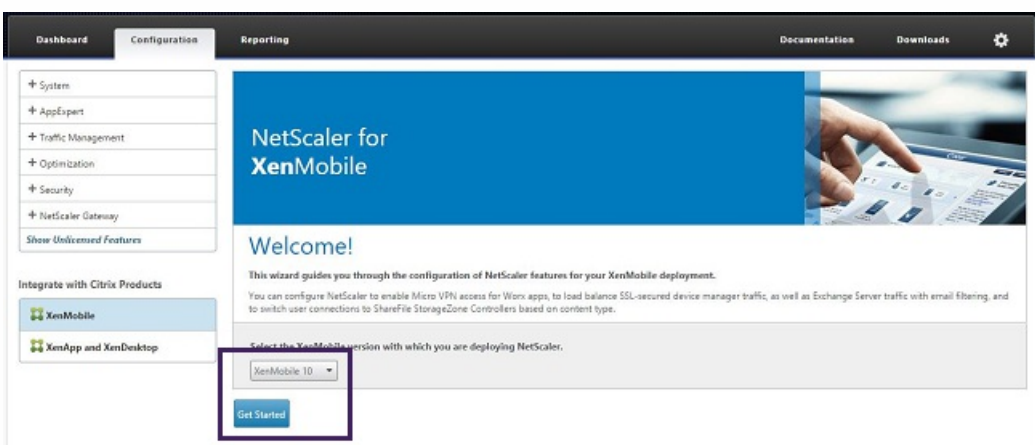 Dashboard
Configuration
Reporting
Documentation
Downloads
+ System
+ AppExpert
+ Traffic Management
+ Optimization
+ Security
+ NetScaler Gateway
Show Unlicensed Features
Integrate with Citrix Products
XenMobile
XenApp and XenDesktop
NetScaler for
XenMobile
Welcome!
This wizard guides you through the configuration of NetScaler features for your XenMobile deployment.
You can configure NetScaler to enable Micro VPN access for Worx apps, to load balance SSL-secured device manager traffic, as well as Exchange Server traffic with email filtering, and
to switch user connections to ShareFile StorageZone Controllers based on content type.
Select the XenMobile version with which you are deploying NetScaler.
XenMobile 10
Get Started